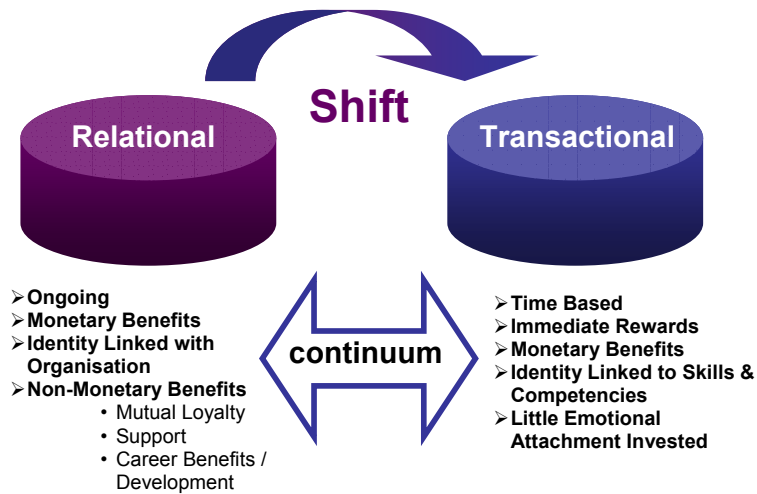 Shift
Relational
Transactional
➢Ongoing
➢Monetary Benefits
➢Identity Linked with
Organisation
➢Non-Monetary Benefits
• Mutual Loyalty
• Support
• Career Benefits /
Development
continuum
➢Time Based
➢Immediate Rewards
➢Monetary Benefits
➢Identity Linked to Skills &
Competencies
➢Little Emotional
Attachment Invested